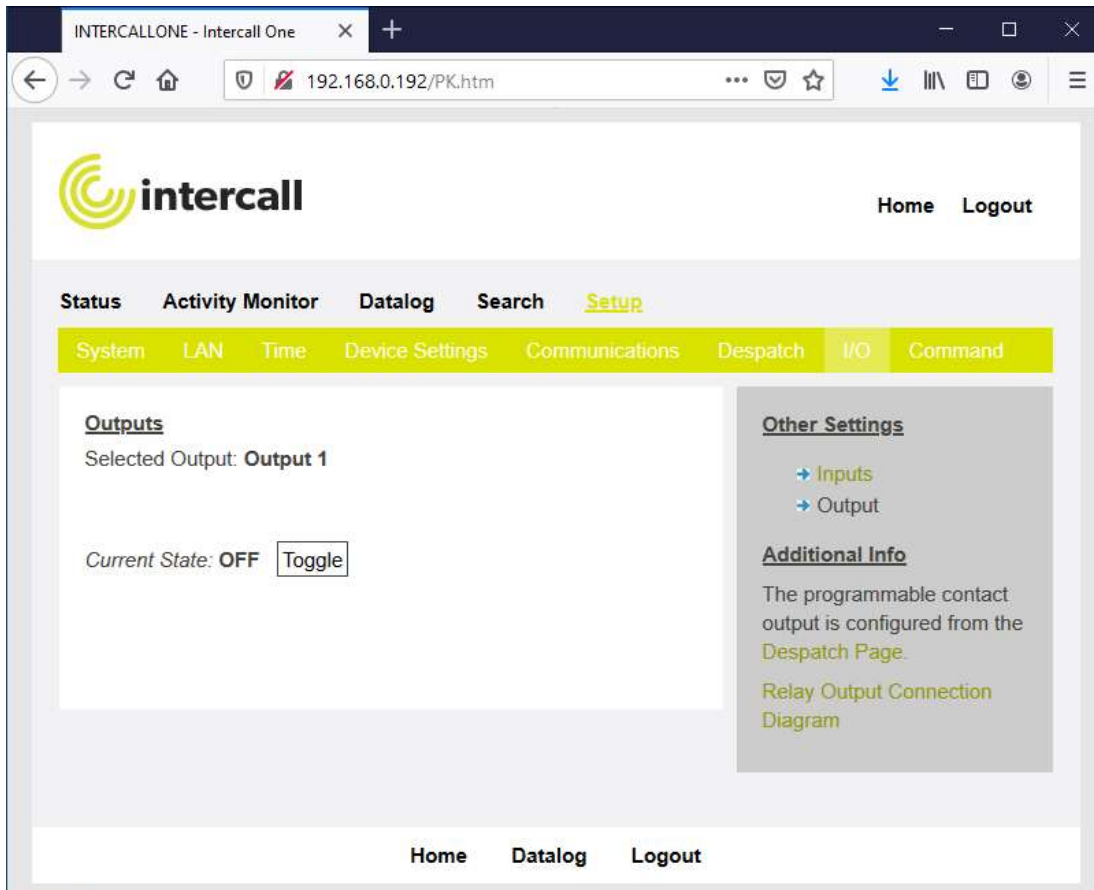 INTERCALLONE - Intercall One
192.168.0.192/PK.htm
intercall
Home Logout
Status Activity Monitor Datalog Search Setup
System LAN Time Device Settings Communications Despatch I/O Command
Outputs
Selected Output: Output 1
Current State: OFF Toggle
Other Settings
Inputs
Output
Additional Info
The programmable contact
output is configured from the
Despatch Page.
Relay Output Connection
Diagram
Home Datalog Logout